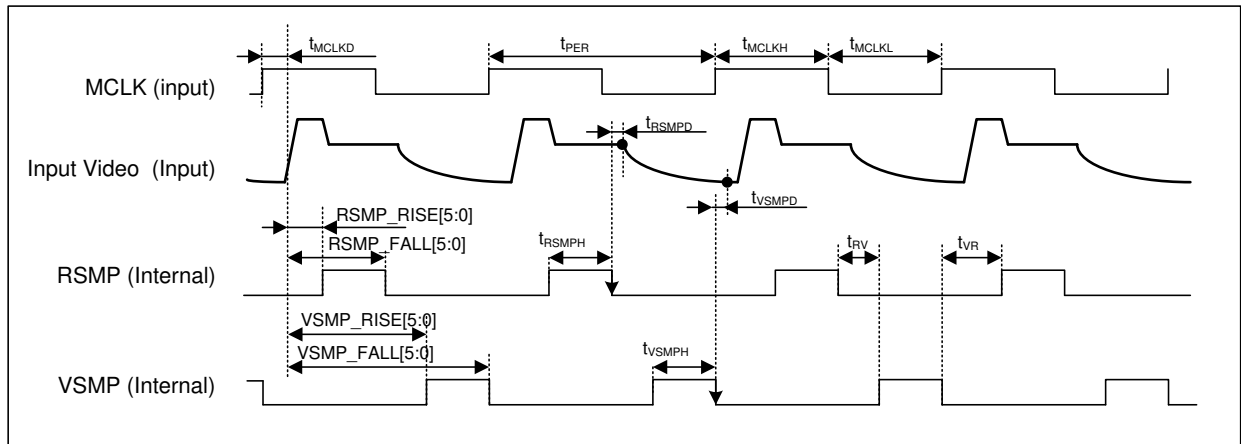 tMCLKD
tPER
tMCLKH
tMCLKL
MCLK (input)
tRSMPD
Input Video (Input)
tVSMPD
RSMP_RISE[5:0]
RSMP_FALL[5:0]
tRSMPH
tRV
tVR
RSMP (Internal)
VSMP_RISE[5:0]
VSMP_FALL[5:0]
tVSMPH
VSMP (Internal)